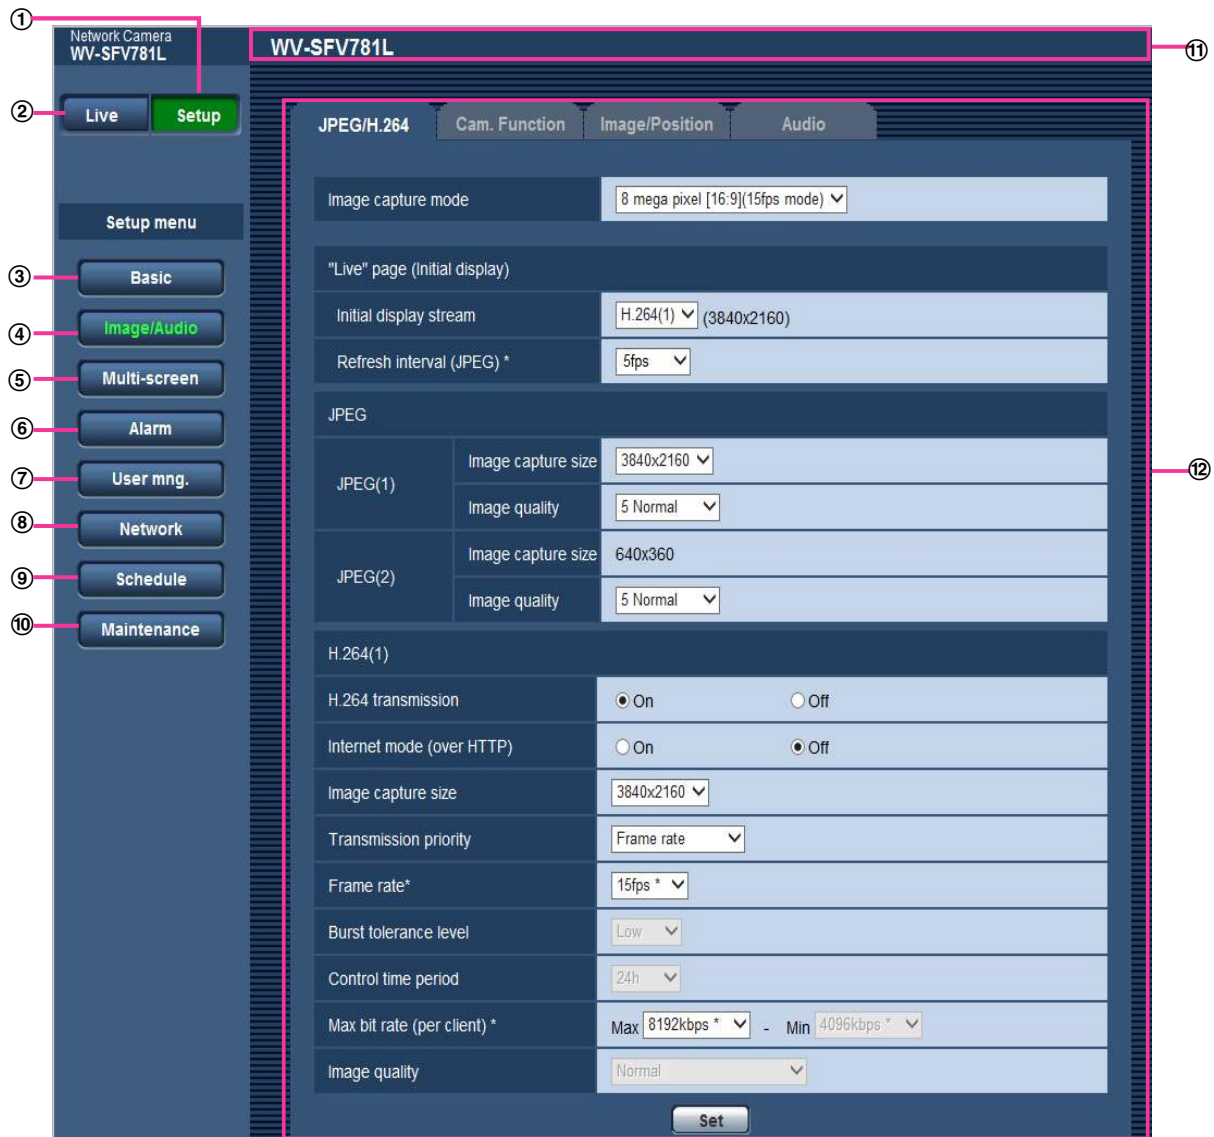 ①
Network Camera
WV-SFV781L
WV-SFV781L
⑪
②
Live
Setup
JPEG/H.264
Cam. Function
Image/Position
Audio
Image capture mode
8 mega pixel [16:9](15fps mode)
Setup menu
"Live" page (Initial display)
③
Basic
Initial display stream
H.264(1)
(3840x2160)
④
Image/Audio
Refresh interval (JPEG) *
5fps
⑤
Multi-screen
JPEG
⑥
Alarm
JPEG(1)
Image capture size
3840x2160
⑫
⑦
User mng.
Image quality
5 Normal
⑧
Network
JPEG(2)
Image capture size
640x360
⑨
Schedule
Image quality
5 Normal
⑩
Maintenance
H.264(1)
H.264 transmission
On
Off
Internet mode (over HTTP)
On
Off
Image capture size
3840x2160
Transmission priority
Frame rate
Frame rate*
15fps *
Burst tolerance level
Low
Control time period
24h
Max bit rate (per client) *
Max 8192kbps * - Min 4096kbps *
Image quality
Normal
Set